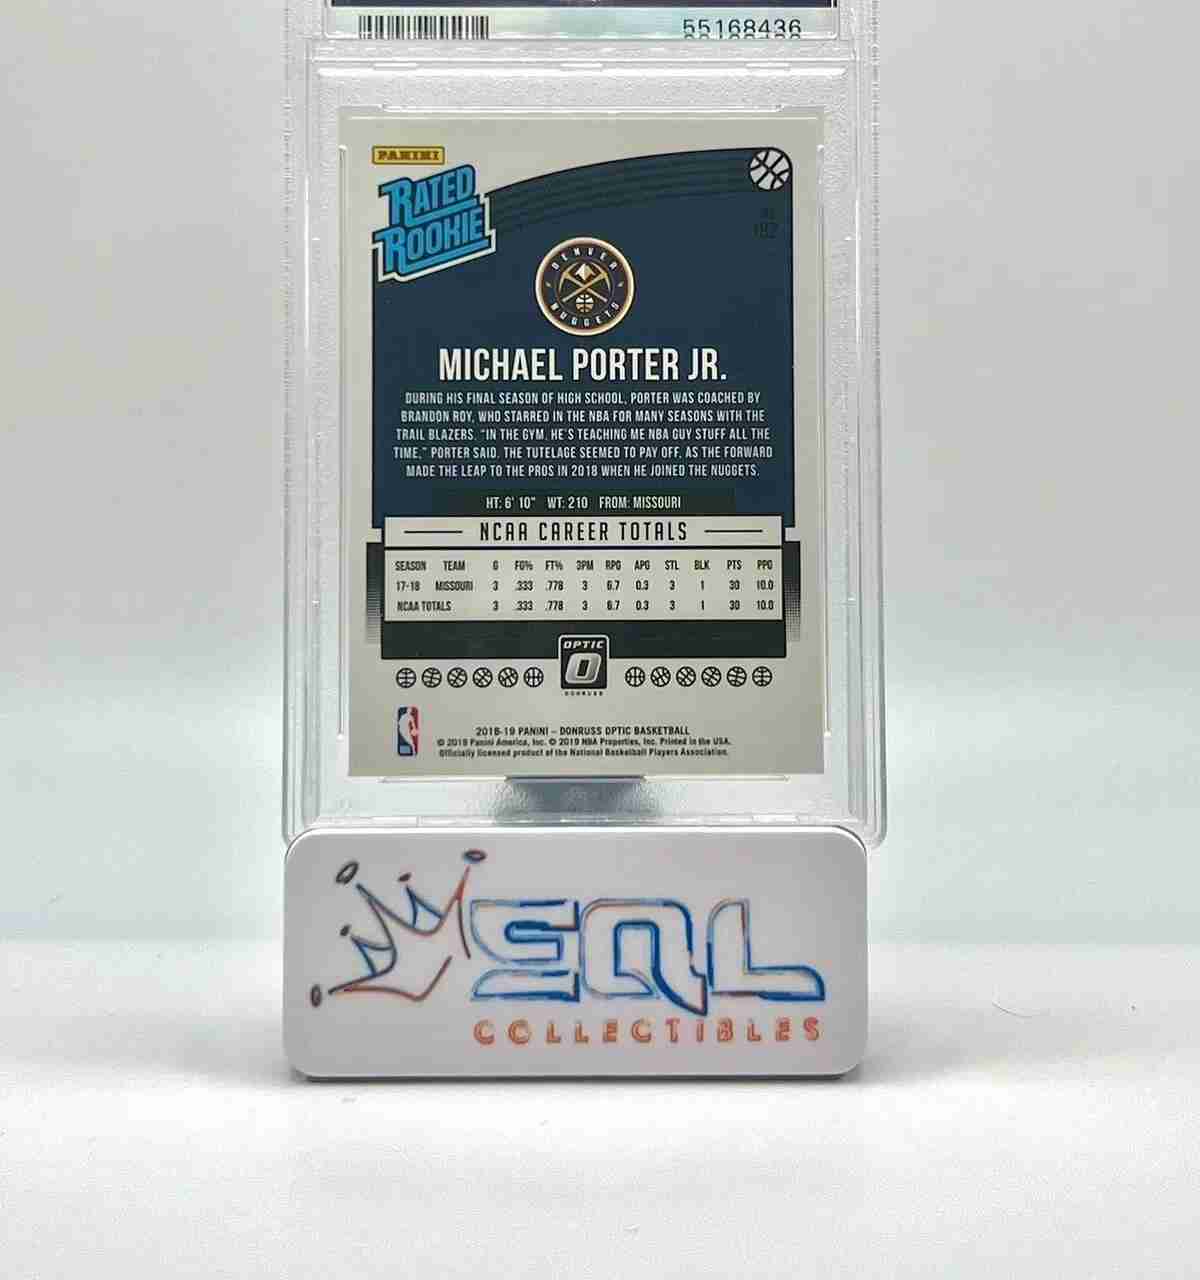 55168436
PANINI
RATED
ROOKIE
DENVER
NUGGETS
MICHAEL PORTER JR.
DURING HIS FINAL SEASON OF HIGH SCHOOL, PORTER WAS COACHED BY
BRANDON ROY, WHO STARRED IN THE NBA FOR MANY SEASONS WITH THE
TRAIL BLAZERS. "IN THE GYM, HE'S TEACHING ME NBA GUY STUFF ALL THE
TIME," PORTER SAID. THE TUTELAGE SEEMED TO PAY OFF, AS THE FORWARD
MADE THE LEAP TO THE PROS IN 2018 WHEN HE JOINED THE NUGGETS.
HT: 6' 10" WT: 210 FROM: MISSOURI
NCAA CAREER TOTALS
SEASON TEAM G FG% FT% 3PM RPG APG STL BLK PTS PPG
17-18 MISSOURI 3 .333 .778 3 6.7 0.3 3 1 30 10.0
NCAA TOTALS 3 .333 .778 3 6.7 0.3 3 1 30 10.0
OPTIC
DONRUSS
2018-19 PANINI – DONRUSS OPTIC BASKETBALL
© 2019 Panini America, Inc. © 2019 NBA Properties, Inc. Printed in the USA.
Officially licensed product of the National Basketball Players Association.
EQL
COLLECTIBLES